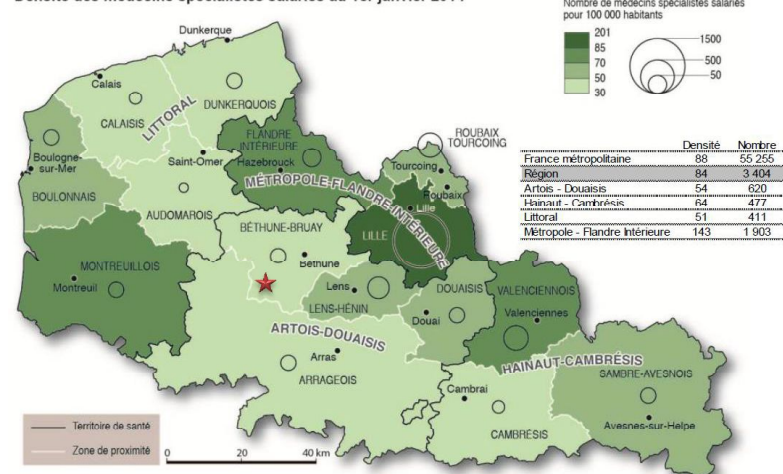 Nombre de médecins spécialistes salariés
pour 100 000 habitants
201
85
70
50
30
1500
500
50
Dunkerque
Calais
DUNKERQUOIS
CALAISIS
LITTORAL
FLANDRE
INTÉRIEURE
Hazebrouck
ROUBAIX
TOURCOING
Tourcoing
Roubaix
Boulogne-
sur-Mer
BOULONNAIS
Saint-Omer
AUDOMAROIS
MÉTROPOLE-FLANDRE-INTÉRIEURE
Lille
LILLE
BÉTHUNE-BRUAY
Béthune
MONTREUILLOIS
Montreuil
Lens
LENS-HÉNIN
DOUAISIS
Douai
VALENCIENNOIS
Valenciennes
ARTOIS-DOUAISIS
Arras
ARRAGEOIS
HAINAUT-CAMBRÉSIS
Cambrai
CAMBRÉSIS
SAMBRE-AVESNOIS
Avesnes-sur-Helpe
Densité Nombre
France métropolitaine 88 55 255
Région 84 3 404
Artois - Douaisis 54 620
Hainaut - Cambrésis 64 477
Littoral 51 411
Métropole - Flandre Intérieure 143 1 903
Territoire de santé
Zone de proximité
0 20 40 km